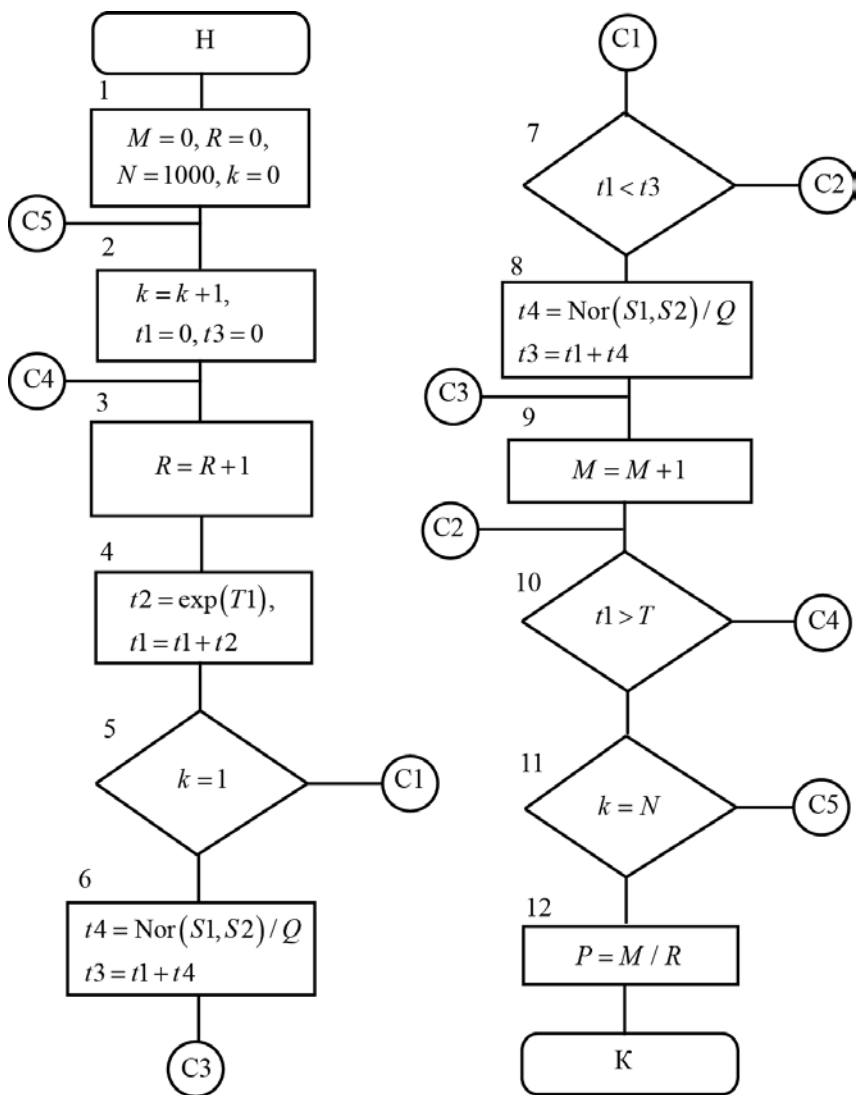 Н
1
M = 0, R = 0,
N = 1000, k = 0
C5
2
k = k + 1,
t1 = 0, t3 = 0
C4
3
R = R + 1
4
t2 = exp(T1),
t1 = t1 + t2
5
k = 1
C1
6
t4 = Nor(S1, S2) / Q
t3 = t1 + t4
C3
C1
7
t1 < t3
C2
8
t4 = Nor(S1, S2) / Q
t3 = t1 + t4
C3
9
M = M + 1
C2
10
t1 > T
C4
11
k = N
C5
12
P = M / R
К